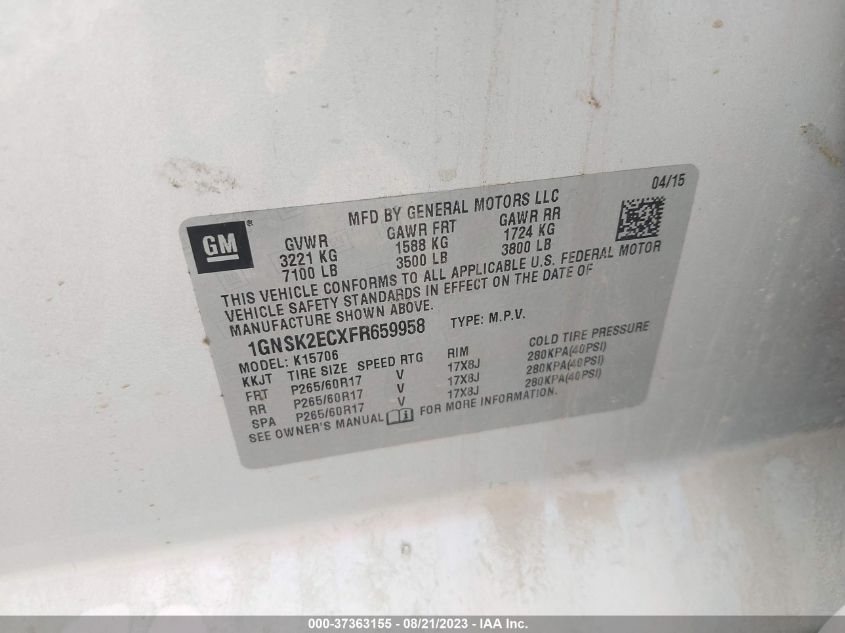 04/15
MFD BY GENERAL MOTORS LLC
GM®
GVWR GAWR FRT GAWR RR
3221 KG 1588 KG 1724 KG
7100 LB 3500 LB 3800 LB
THIS VEHICLE CONFORMS TO ALL APPLICABLE U.S. FEDERAL MOTOR
VEHICLE SAFETY STANDARDS IN EFFECT ON THE DATE OF
MANUFACTURE SHOWN ABOVE.
1GNSK2ECXFR659958 TYPE: M.P.V.
MODEL: K15706
KKJT TIRE SIZE SPEED RTG RIM COLD TIRE PRESSURE
FRT P265/60R17 V 17X8J 280KPA(40PSI)
RR P265/60R17 V 17X8J 280KPA(40PSI)
SPA P265/60R17 V 17X8J 280KPA(40PSI)
SEE OWNER'S MANUAL FOR MORE INFORMATION.
000-37363155 - 08/21/2023 - IAA Inc.